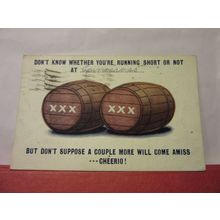 DON'T KNOW WHETHER YOU'RE RUNNING SHORT OR NOT
AT
XXX XXX
BUT DON'T SUPPOSE A COUPLE MORE WILL COME AMISS
---CHEERIO!